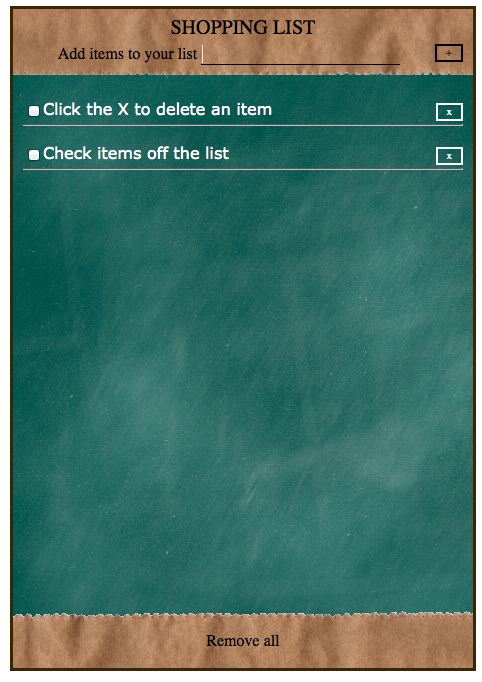 SHOPPING LIST
Add items to your list
+
Click the X to delete an item x
Check items off the list x
Remove all